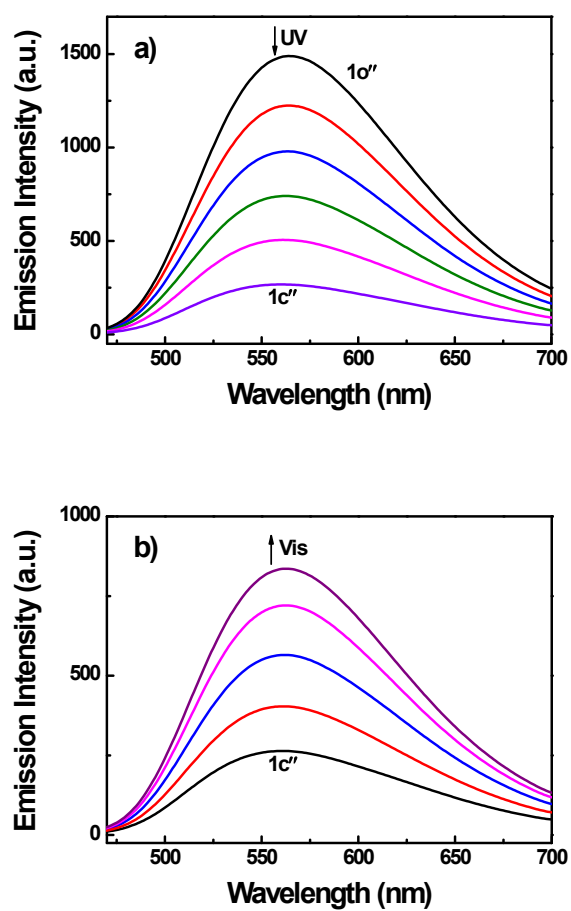 a)
UV
1o″
1c″
1500
1000
500
0
Emission Intensity (a.u.)
500 550 600 650 700
Wavelength (nm)
b)
Vis
1c″
1000
500
0
Emission Intensity (a.u.)
500 550 600 650 700
Wavelength (nm)